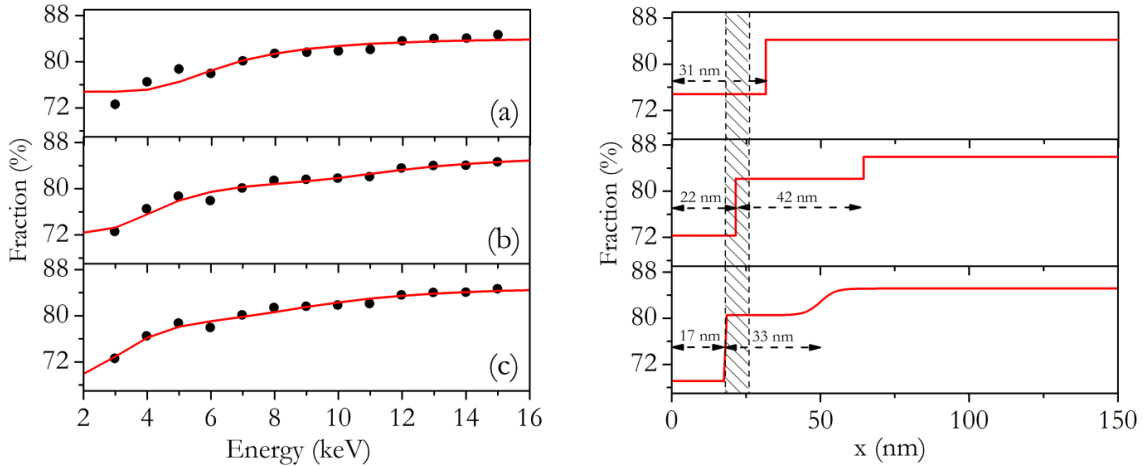 88
80
72
(a)
88
80
72
(b)
88
80
72
(c)
Fraction (%)
2 4 6 8 10 12 14 16
Energy (keV)
88
80
72
31 nm
88
80
72
22 nm
42 nm
88
80
72
17 nm
33 nm
Fraction (%)
0 50 100 150
x (nm)